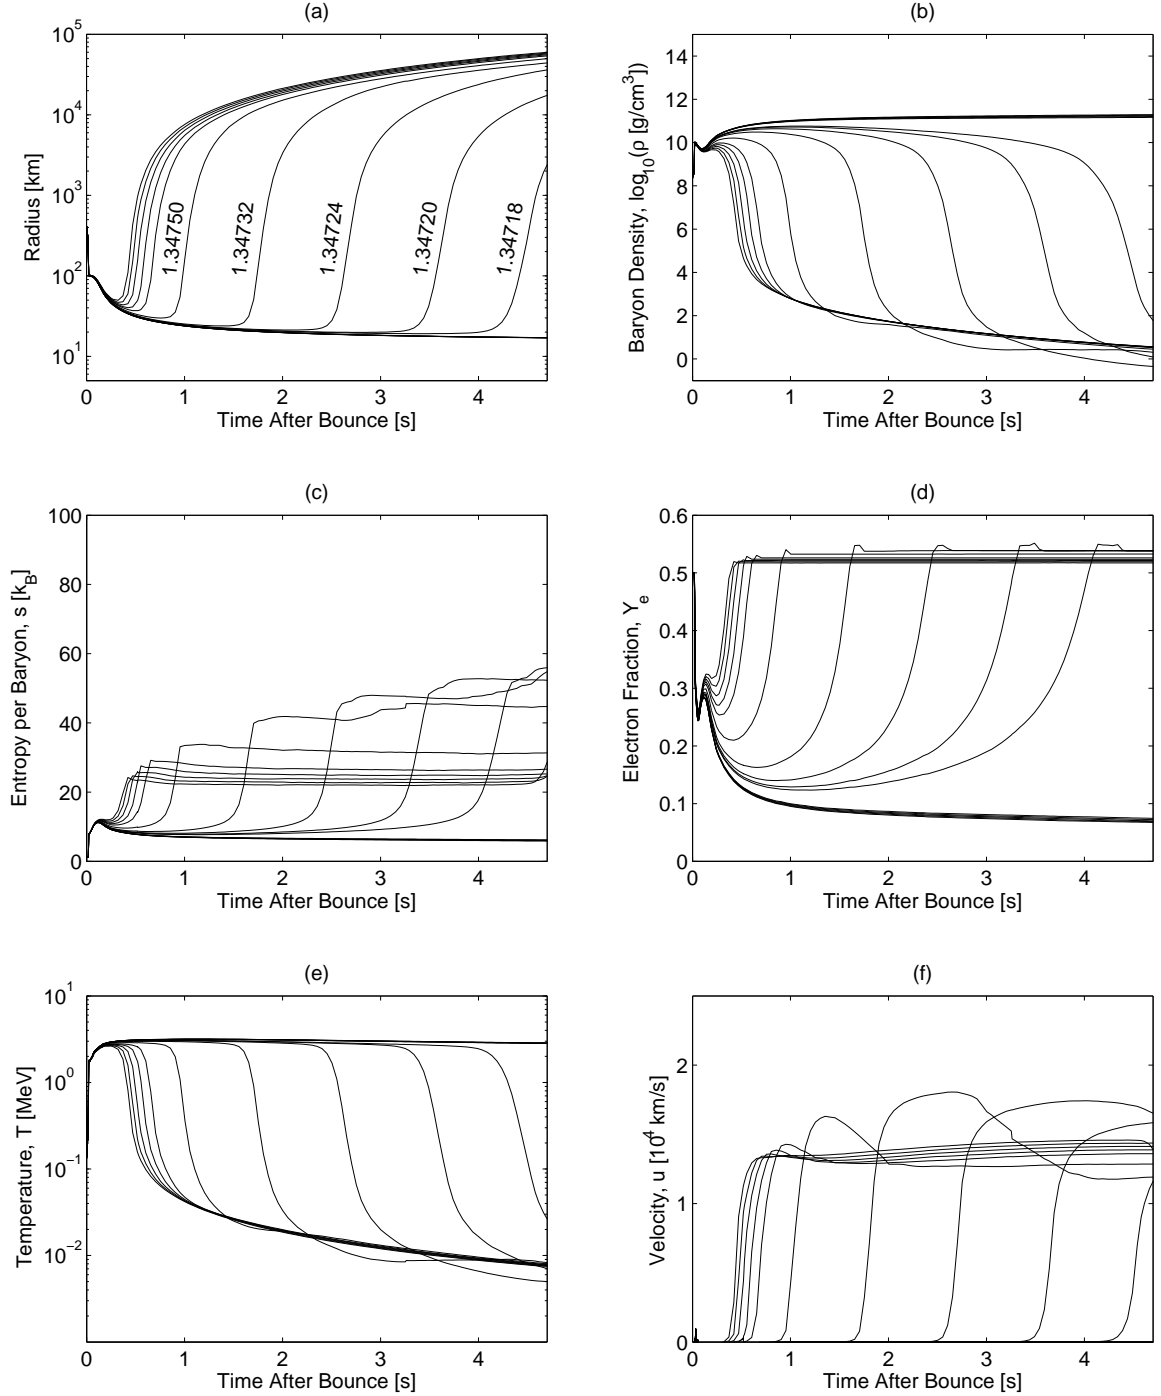 (a)
10^5
10^4
10^3
10^2
10^1
Radius [km]
1.34750
1.34732
1.34724
1.34720
1.34718
0 1 2 3 4
Time After Bounce [s]
(b)
14
12
10
8
6
4
2
0
Baryon Density, log_10(ρ [g/cm^3])
0 1 2 3 4
Time After Bounce [s]
(c)
100
80
60
40
20
0
Entropy per Baryon, s [k_B]
0 1 2 3 4
Time After Bounce [s]
(d)
0.6
0.5
0.4
0.3
0.2
0.1
0
Electron Fraction, Y_e
0 1 2 3 4
Time After Bounce [s]
(e)
10^1
10^0
10^−1
10^−2
Temperature, T [MeV]
0 1 2 3 4
Time After Bounce [s]
(f)
2
1
0
Velocity, u [10^4 km/s]
0 1 2 3 4
Time After Bounce [s]